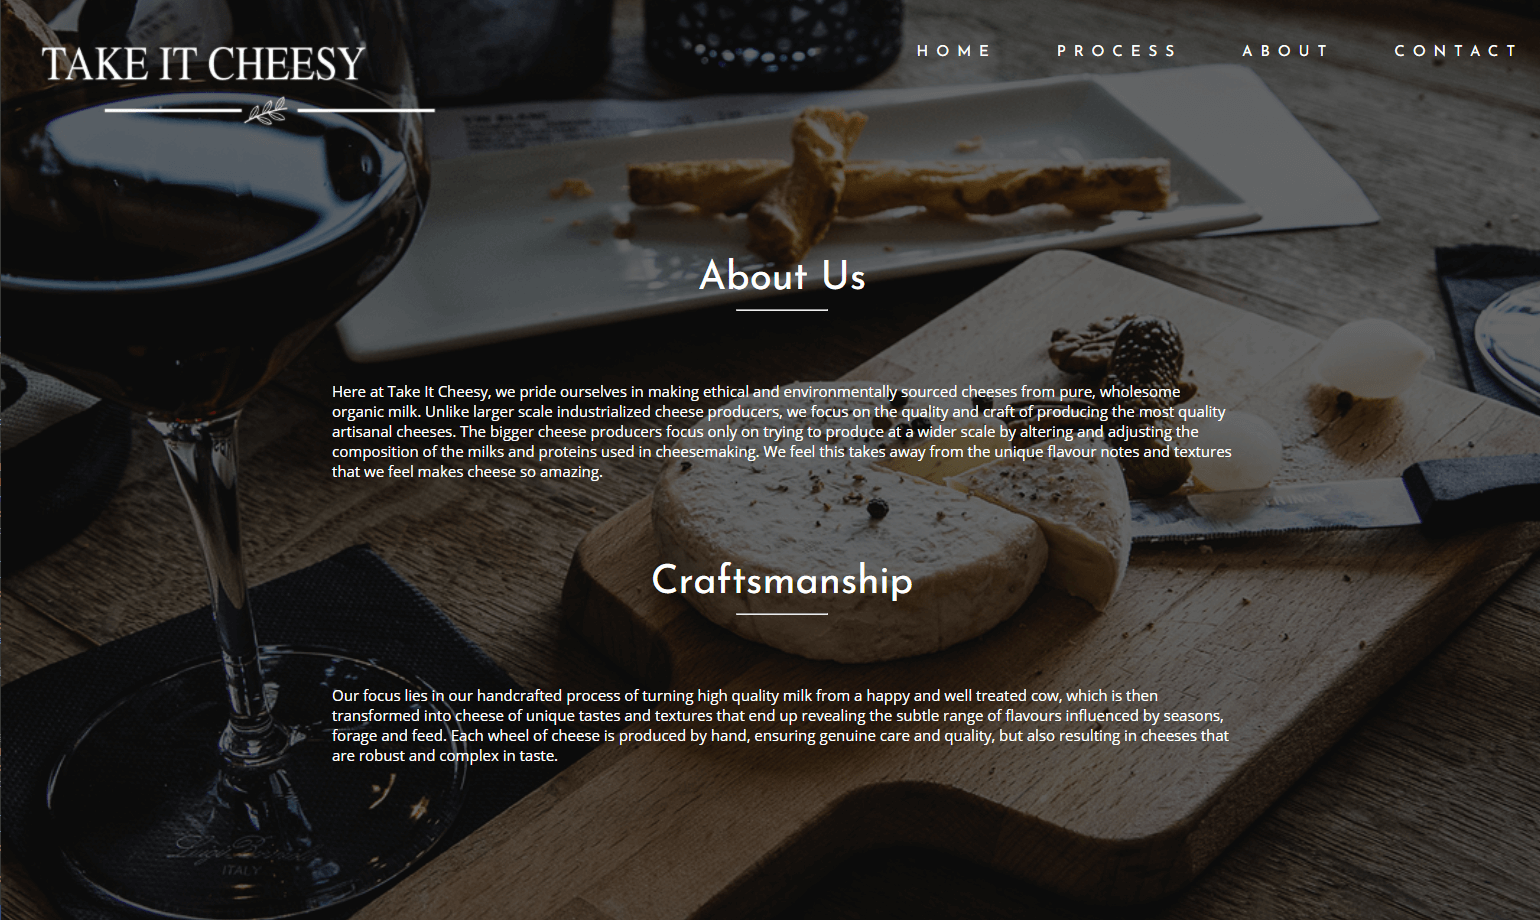 TAKE IT CHEESY
HOME PROCESS ABOUT CONTACT
About Us
Here at Take It Cheesy, we pride ourselves in making ethical and environmentally sourced cheeses from pure, wholesome
organic milk. Unlike larger scale industrialized cheese producers, we focus on the quality and craft of producing the most quality
artisanal cheeses. The bigger cheese producers focus only on trying to produce at a wider scale by altering and adjusting the
composition of the milks and proteins used in cheesemaking. We feel this takes away from the unique flavour notes and textures
that we feel makes cheese so amazing.
Craftsmanship
Our focus lies in our handcrafted process of turning high quality milk from a happy and well treated cow, which is then
transformed into cheese of unique tastes and textures that end up revealing the subtle range of flavours influenced by seasons,
forage and feed. Each wheel of cheese is produced by hand, ensuring genuine care and quality, but also resulting in cheeses that
are robust and complex in taste.
ITALY